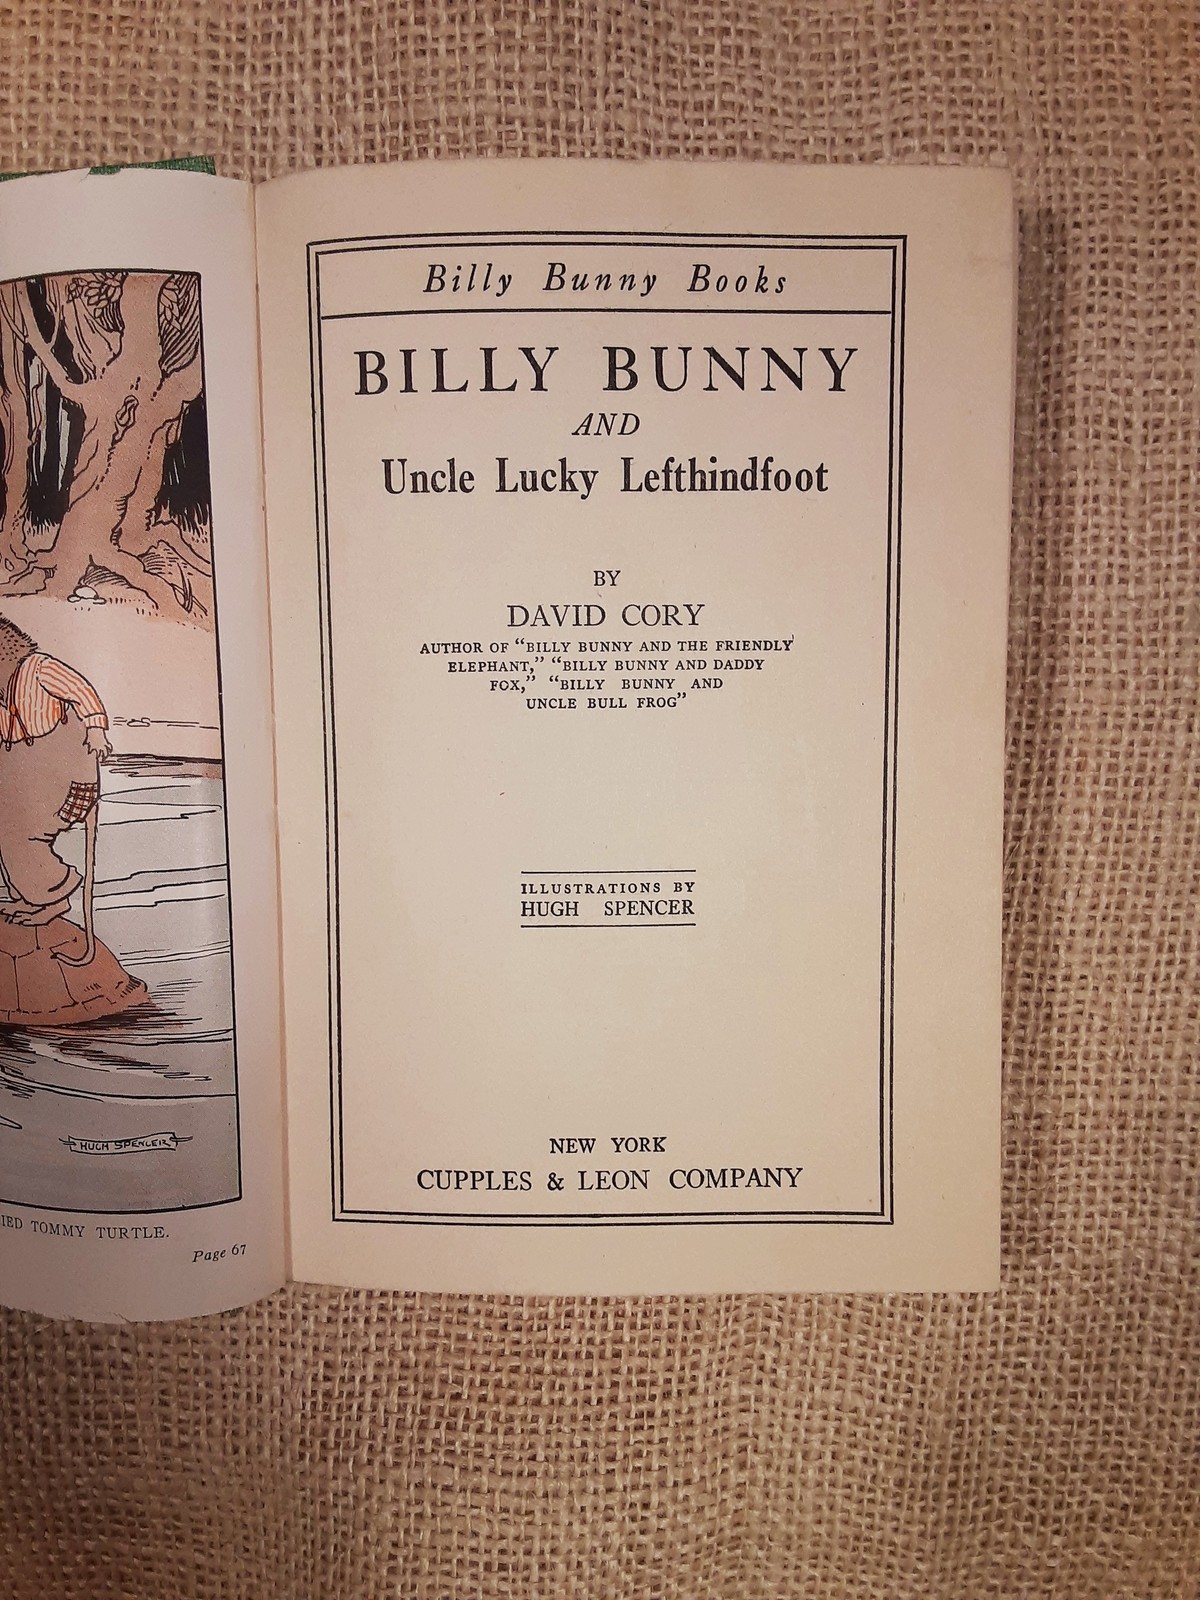 HUGH SPENCER
TOMMY TURTLE.
Page 67
Billy Bunny Books
BILLY BUNNY
AND
Uncle Lucky Lefthindfoot
BY
DAVID CORY
AUTHOR OF “BILLY BUNNY AND THE FRIENDLY
ELEPHANT,” “BILLY BUNNY AND DADDY
FOX,” “BILLY BUNNY AND
UNCLE BULL FROG”
ILLUSTRATIONS BY
HUGH SPENCER
NEW YORK
CUPPLES & LEON COMPANY